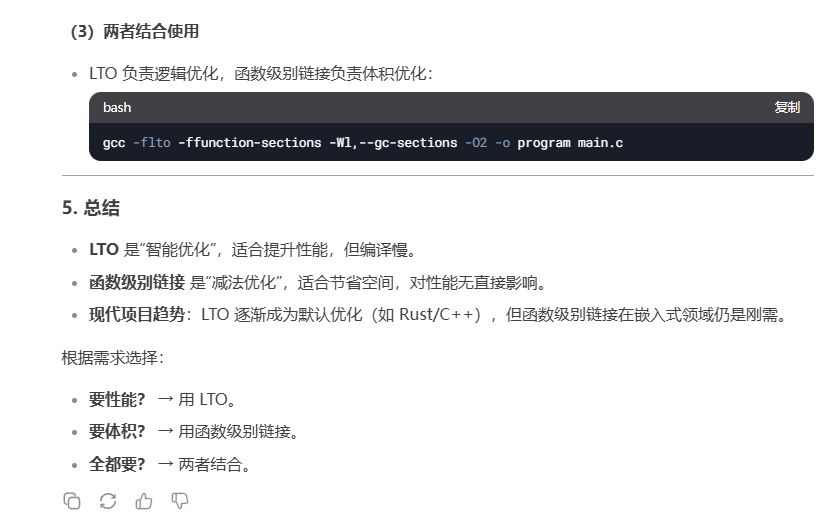 （3）两者结合使用
LTO 负责逻辑优化，函数级别链接负责体积优化：
bash 复制
gcc -flto -ffunction-sections -Wl,--gc-sections -O2 -o program main.c
5. 总结
LTO 是“智能优化”，适合提升性能，但编译慢。
函数级别链接 是“减法优化”，适合节省空间，对性能无直接影响。
现代项目趋势：LTO 逐渐成为默认优化（如 Rust/C++），但函数级别链接在嵌入式领域仍是刚需。
根据需求选择：
要性能？ → 用 LTO。
要体积？ → 用函数级别链接。
全都要？ → 两者结合。